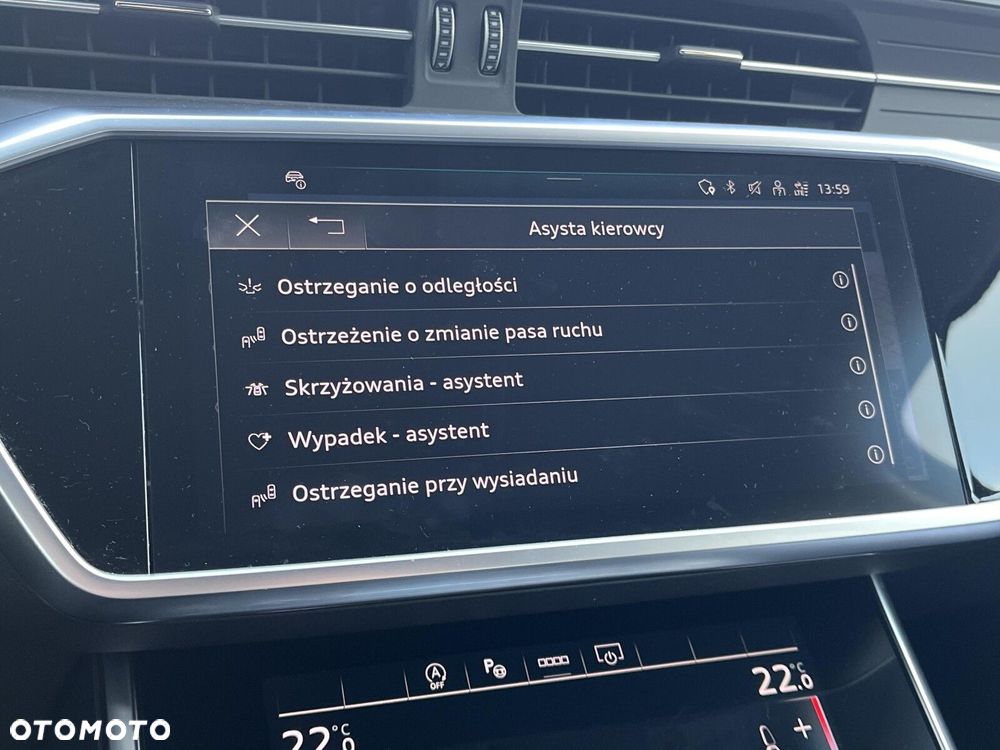 13:59
Asysta kierowcy
Ostrzeganie o odległości
Ostrzeżenie o zmianie pasa ruchu
Skrzyżowania - asystent
Wypadek - asystent
Ostrzeganie przy wysiadaniu
A
OFF
P
22.0 °C
22.0 °C
OTOMOTO